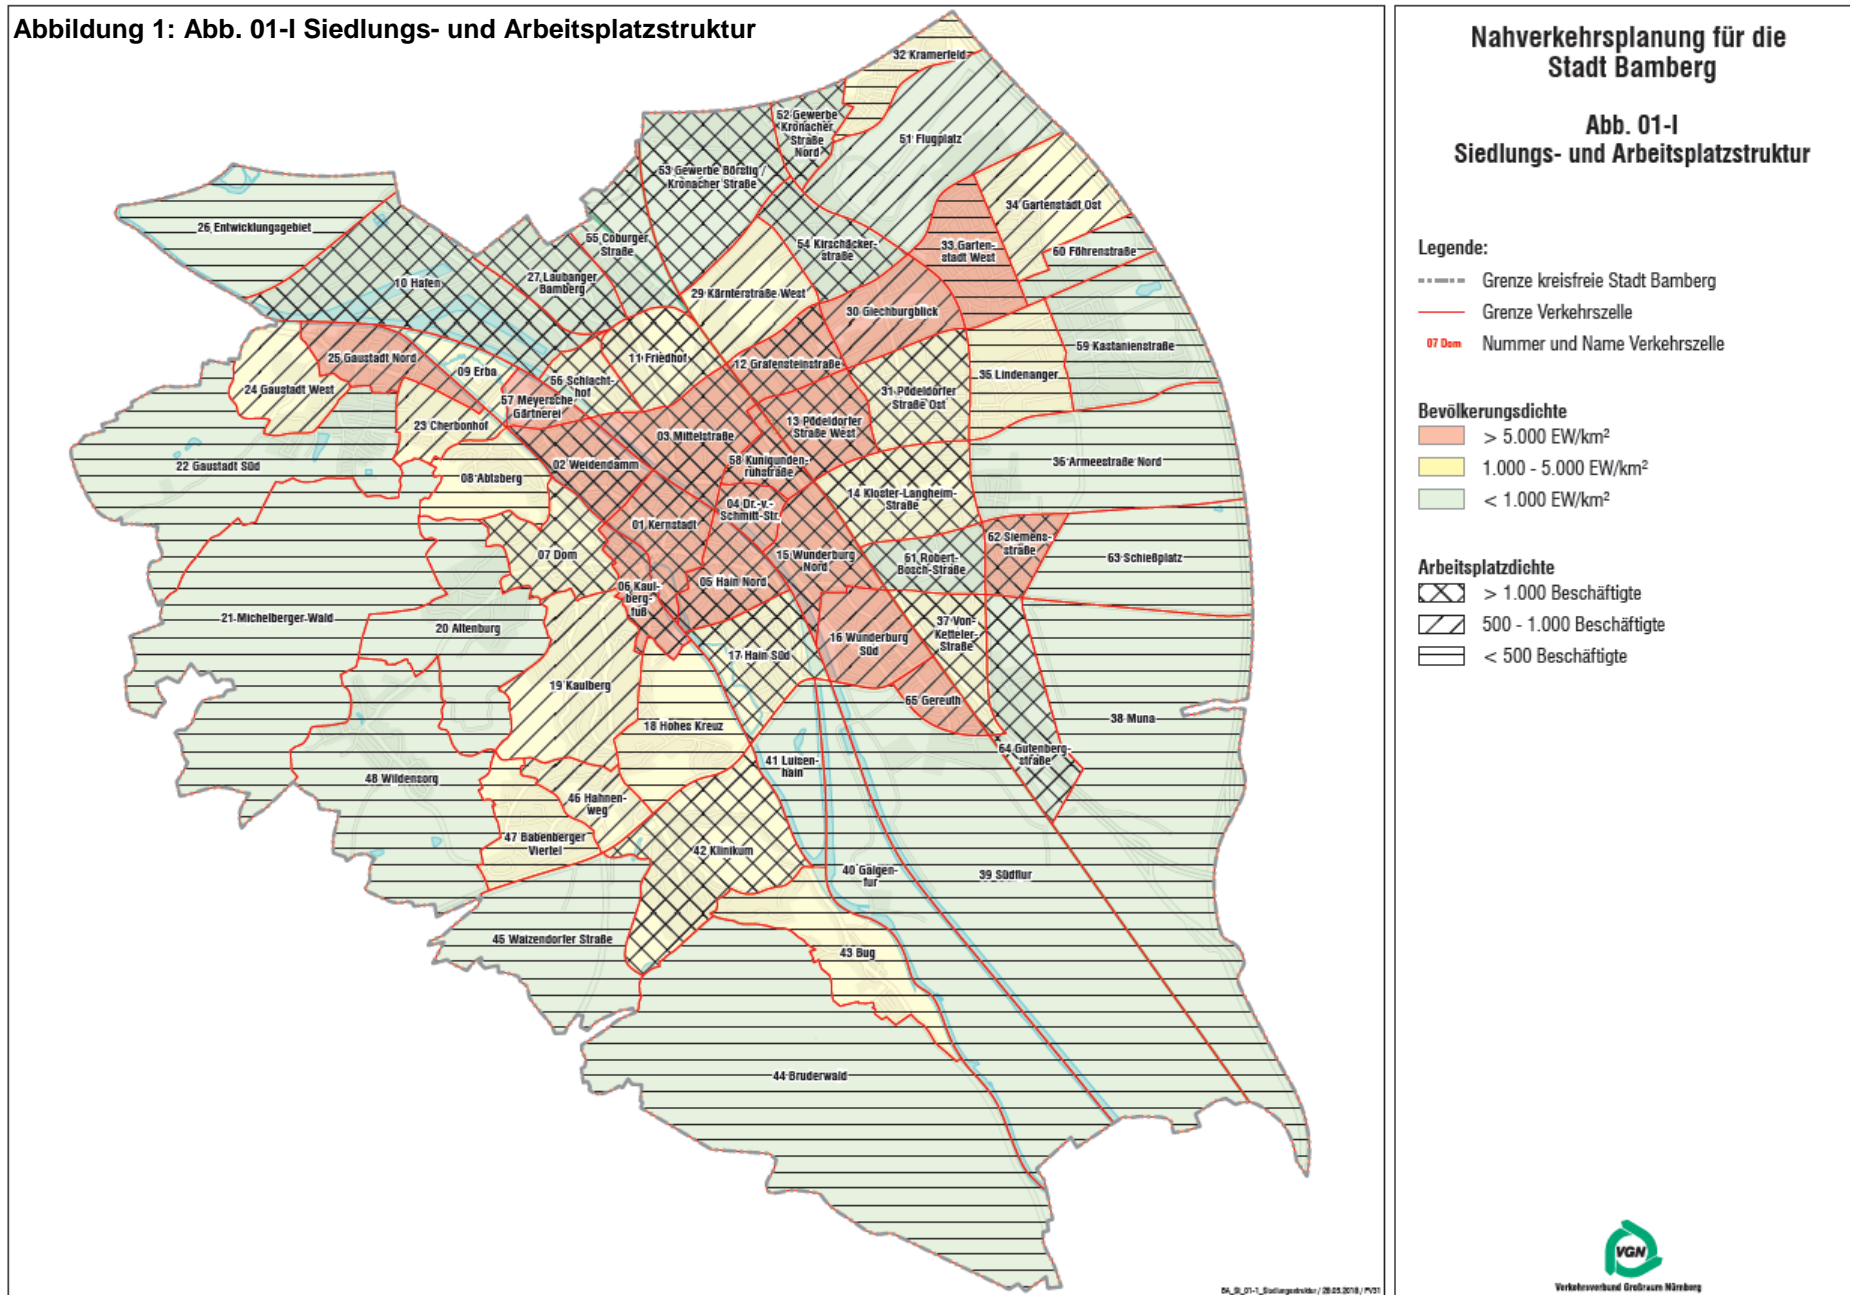 Abbildung 1: Abb. 01-I Siedlungs- und Arbeitsplatzstruktur
Nahverkehrsplanung für die
Stadt Bamberg
Abb. 01-I
Siedlungs- und Arbeitsplatzstruktur
Legende:
Grenze kreisfreie Stadt Bamberg
Grenze Verkehrszelle
07 Dom Nummer und Name Verkehrszelle
Bevölkerungsdichte
> 5.000 EW/km²
1.000 - 5.000 EW/km²
< 1.000 EW/km²
Arbeitsplatzdichte
> 1.000 Beschäftigte
500 - 1.000 Beschäftigte
< 500 Beschäftigte
32 Kramerfeld
52 Gewerbe
Kronacher
Straße
Nord
51 Flugplatz
53 Gewerbe Börstig /
Kronacher Straße
34 Gartenstadt Ost
26 Entwicklungsgebiet
55 Coburger
Straße
54 Kirschäcker-
straße
33 Garten-
stadt West
60 Föhrenstraße
10 Hafen
27 Laubanger
Bamberg
29 Kärntenstraße West
30 Giechburgblick
25 Gaustadt Nord
11 Friedhof
12 Grafensteinstraße
59 Kastanienstraße
09 Erba
56 Schlacht-
hof
35 Lindenanger
24 Gaustadt West
57 Meyersche
Gärtnerei
31 Pödeldorfer
Straße Ost
23 Cherbonhof
03 Mittelstraße
13 Pödeldorfer
Straße West
22 Gaustadt Süd
02 Weidendamm
58 Kunigunden-
ruhstraße
36 Armeestraße Nord
08 Abtsberg
04 Dr.-v.-
Schmitt-Str.
14 Kloster-Langheim-
Straße
01 Kernstadt
62 Siemens-
straße
07 Dom
15 Wunderburg
Nord
61 Robert-
Bosch-Straße
63 Schießplatz
06 Kaul-
berg-
fuß
05 Hain Nord
21 Michelberger Wald
20 Altenburg
16 Wunderburg
Süd
37 Von-
Ketteler-
Straße
17 Hain Süd
19 Kaulberg
65 Gereuth
18 Hohes Kreuz
38 Muna
64 Gutenberg-
straße
41 Luisen-
hain
48 Wildensorg
46 Hahnen-
weg
47 Babenberger
Viertel
42 Klinikum
40 Galgen-
fur
39 Südflur
45 Waizendorfer Straße
43 Bug
44 Bruderwald
VGN
Verkehrsverbund Großraum Nürnberg